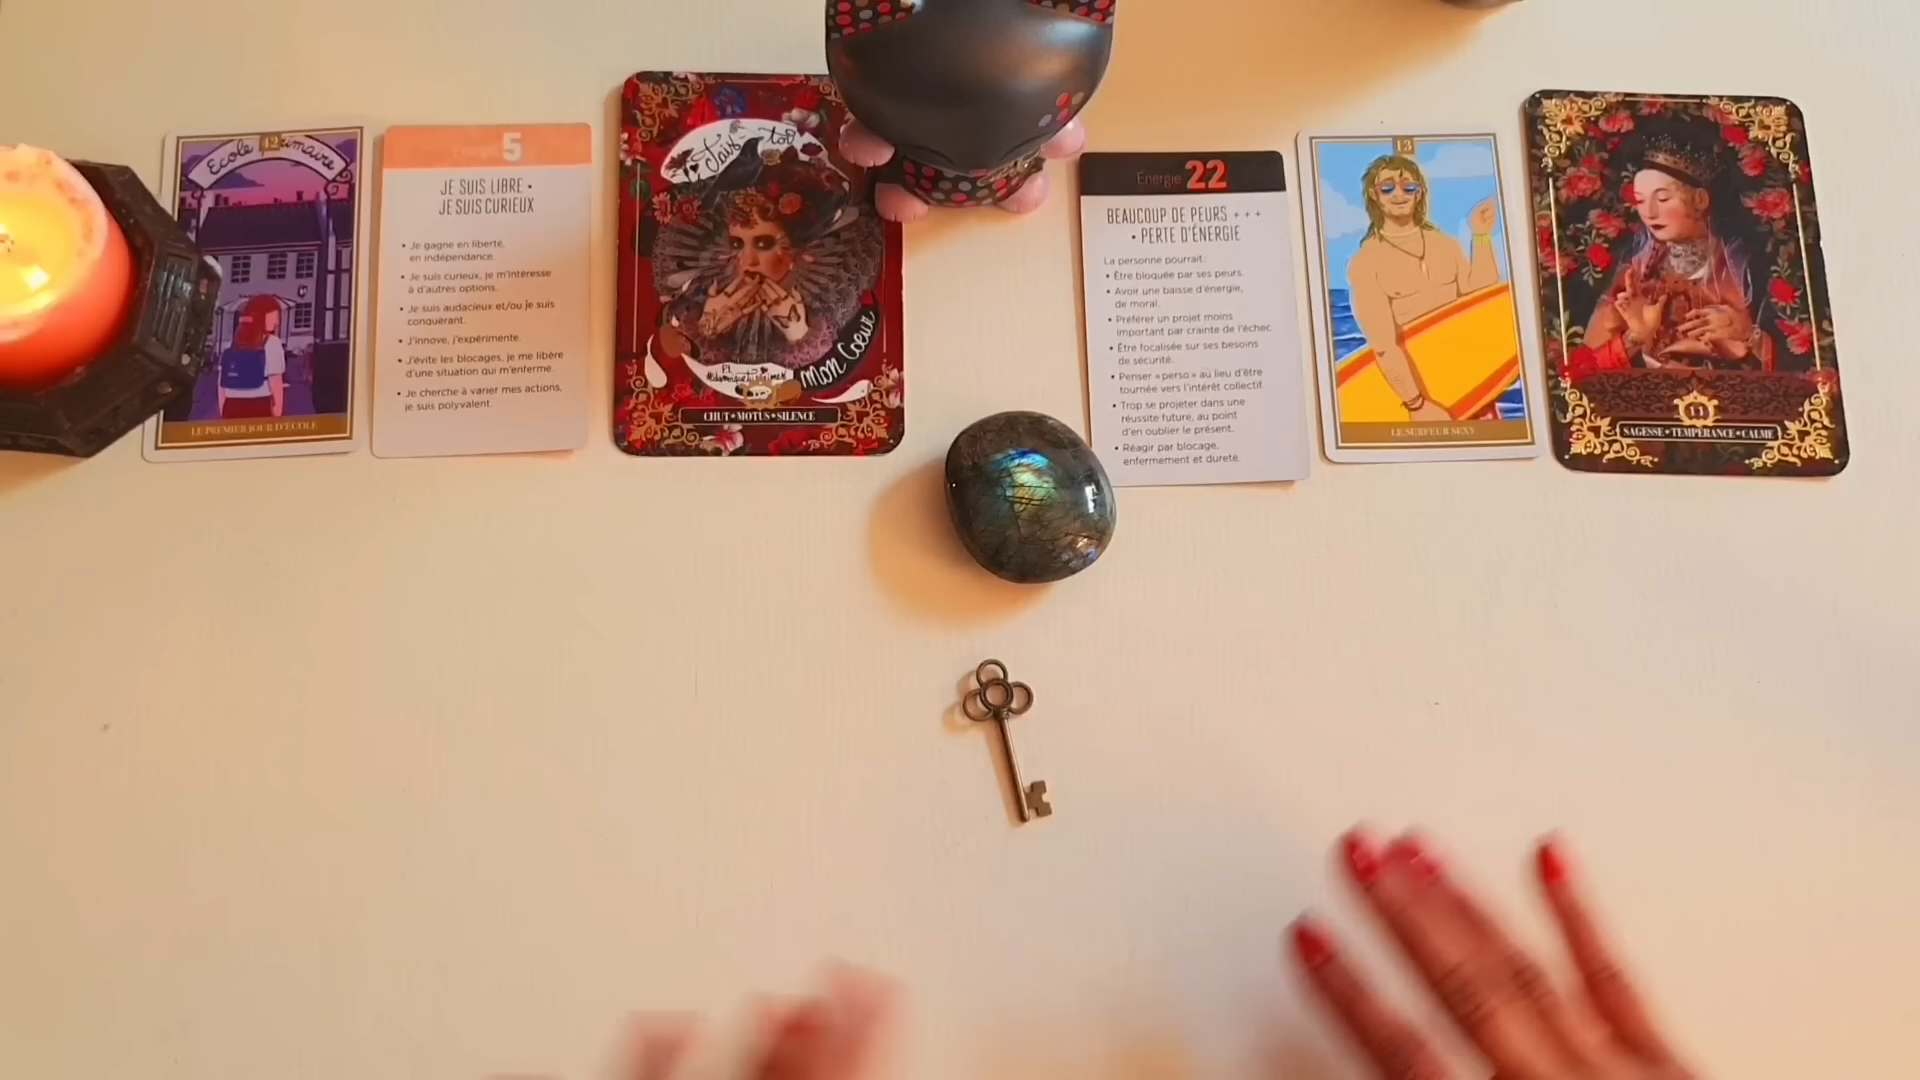 Ecole Primaire
12
LE PREMIER JOUR D'ÉCOLE
5
JE SUIS LIBRE •
JE SUIS CURIEUX
• Je gagne en liberté,
en indépendance.
• Je suis curieux, je m'intéresse
à d'autres options.
• Je suis audacieux et/ou je suis
conquérant.
• J'innove, j'expérimente.
• J'évite les blocages, je me libère
d'une situation qui m'enferme.
• Je cherche à varier mes actions,
je suis polyvalent.
Tais toi
mon Coeur
CHUT•MOTUS•SILENCE
Énergie 22
BEAUCOUP DE PEURS + + +
• PERTE D'ÉNERGIE
La personne pourrait :
• Être bloquée par ses peurs.
• Avoir une baisse d'énergie,
de moral.
• Préférer un projet moins
important par crainte de l'échec.
• Être focalisée sur ses besoins
de sécurité.
• Penser « perso » au lieu d'être
tournée vers l'intérêt collectif.
• Trop se projeter dans une
réussite future, au point
d'en oublier le présent.
• Réagir par blocage,
enfermement et dureté.
13
LE SURFEUR SEXY
11
SAGESSE•TEMPERANCE•CALME